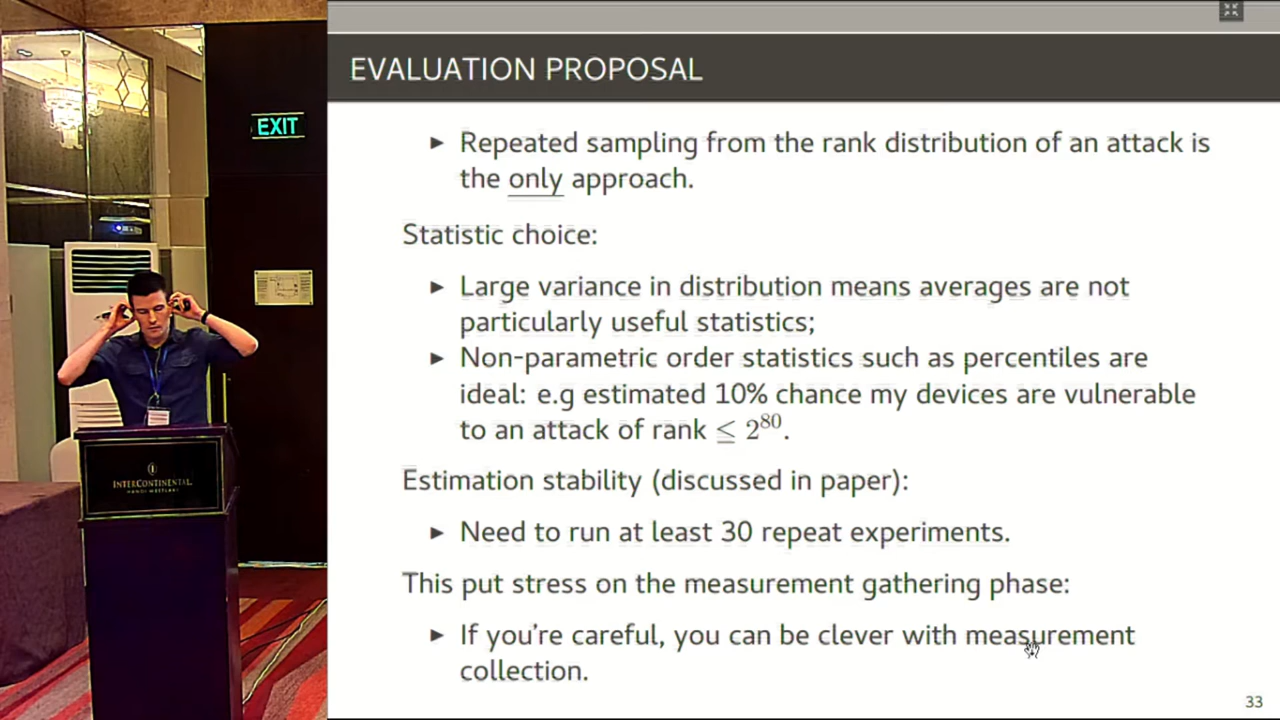 EXIT
INTERCONTINENTAL
HANOI WESTLAKE
EVALUATION PROPOSAL
► Repeated sampling from the rank distribution of an attack is
the only approach.
Statistic choice:
► Large variance in distribution means averages are not
particularly useful statistics;
► Non-parametric order statistics such as percentiles are
ideal: e.g estimated 10% chance my devices are vulnerable
to an attack of rank ≤ 2⁸⁰.
Estimation stability (discussed in paper):
► Need to run at least 30 repeat experiments.
This put stress on the measurement gathering phase:
► If you're careful, you can be clever with measurement
collection.
33